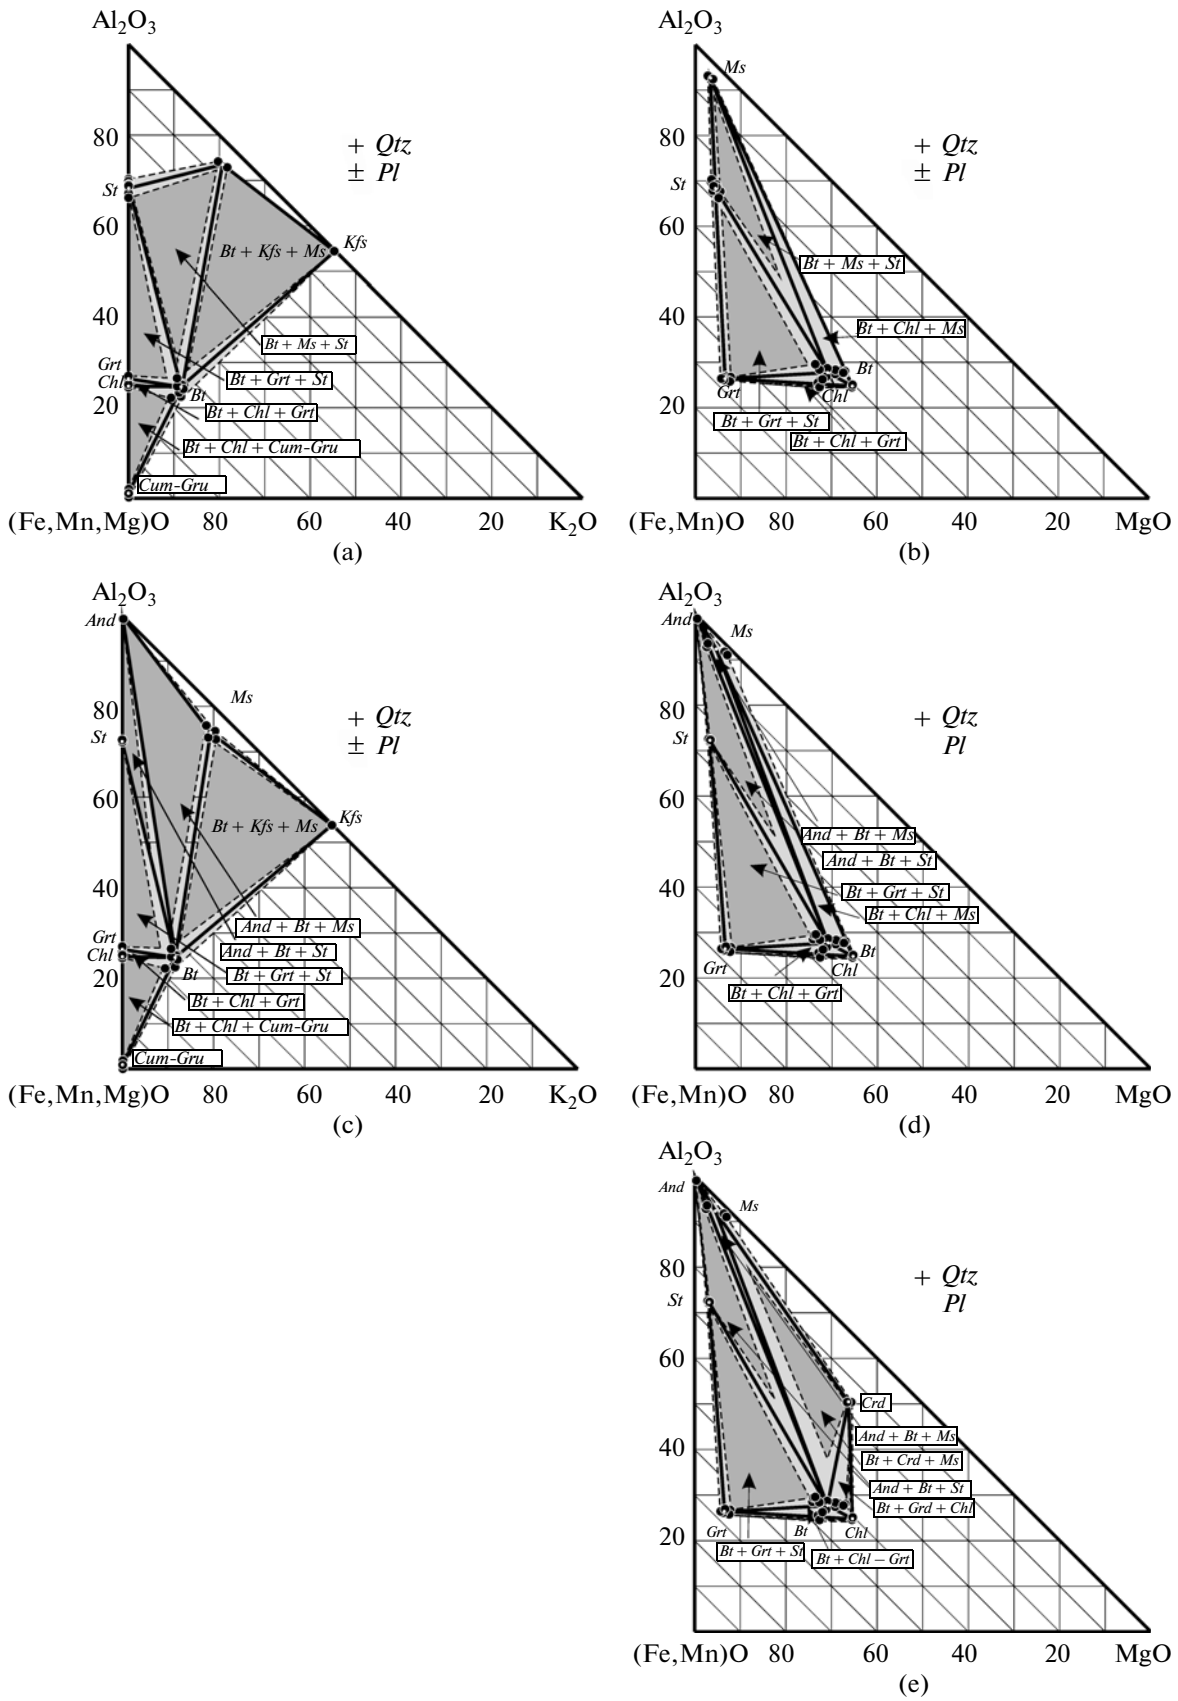 Al₂O₃
80
St
60
40
Grt
Chl
20
+ Qtz
± Pl
Kfs
Bt + Kfs + Ms
Bt + Ms + St
Bt + Grt + St
Bt
Bt + Chl + Grt
Bt + Chl + Cum-Gru
Cum-Gru
(Fe,Mn,Mg)O 80 60 40 20 K₂O
(a)
Al₂O₃
Ms
80
+ Qtz
± Pl
St
60
Bt + Ms + St
40
Bt + Chl + Ms
Bt
Grt
Chl
20
Bt + Grt + St
Bt + Chl + Grt
(Fe,Mn)O 80 60 40 20 MgO
(b)
Al₂O₃
And
Ms
80
+ Qtz
± Pl
St
60
Kfs
Bt + Kfs + Ms
40
Grt
Chl
20
And + Bt + Ms
And + Bt + St
Bt
Bt + Grt + St
Bt + Chl + Grt
Bt + Chl + Cum-Gru
Cum-Gru
(Fe,Mn,Mg)O 80 60 40 20 K₂O
(c)
Al₂O₃
And
Ms
80
+ Qtz
Pl
St
60
And + Bt + Ms
And + Bt + St
40
Bt + Grt + St
Bt + Chl + Ms
Bt
Grt
Chl
20
Bt + Chl + Grt
(Fe,Mn)O 80 60 40 20 MgO
(d)
Al₂O₃
And
Ms
80
+ Qtz
Pl
St
60
Crd
And + Bt + Ms
40
Bt + Crd + Ms
And + Bt + St
Bt + Grd + Chl
Grt
Bt
Chl
20
Bt + Grt + St
Bt + Chl – Grt
(Fe,Mn)O 80 60 40 20 MgO
(e)